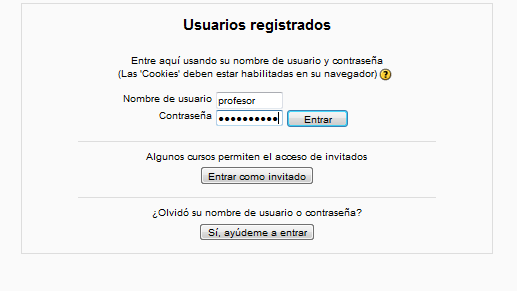 Usuarios registrados
Entre aquí usando su nombre de usuario y contraseña
(Las 'Cookies' deben estar habilitadas en su navegador) ?
Nombre de usuario profesor
Contraseña ●●●●●●●●●● Entrar
Algunos cursos permiten el acceso de invitados
Entrar como invitado
¿Olvidó su nombre de usuario o contraseña?
Sí, ayúdeme a entrar